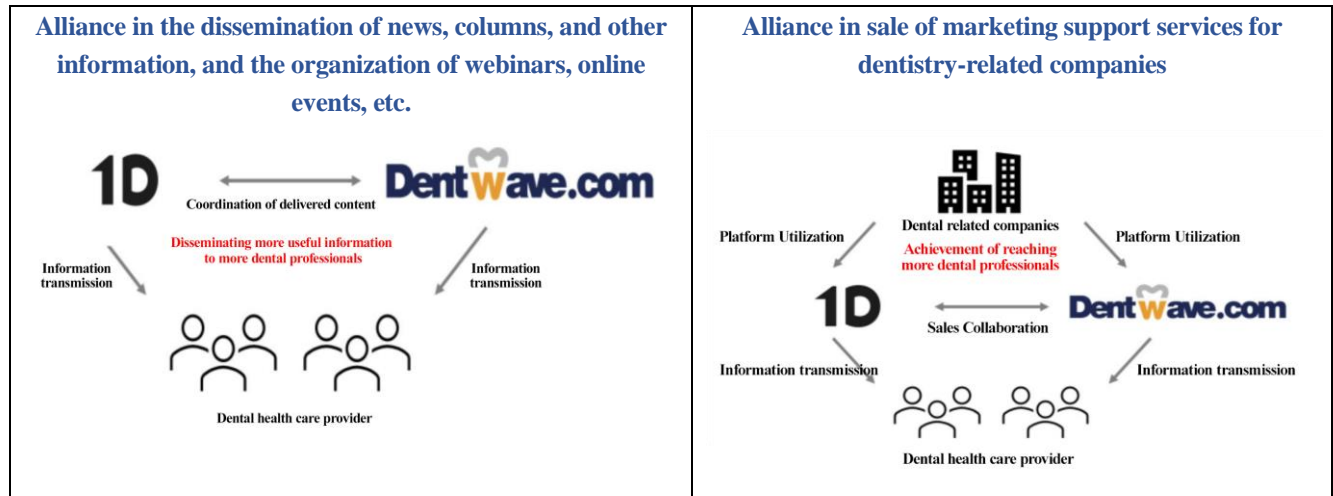 Alliance in the dissemination of news, columns, and other
information, and the organization of webinars, online
events, etc.
1D
Dentwave.com
Coordination of delivered content
Disseminating more useful information
to more dental professionals
Information
transmission
Information
transmission
Dental health care provider
Alliance in sale of marketing support services for
dentistry-related companies
Dental related companies
Platform Utilization
Platform Utilization
Achievement of reaching
more dental professionals
1D
Dentwave.com
Sales Collaboration
Information transmission
Information transmission
Dental health care provider